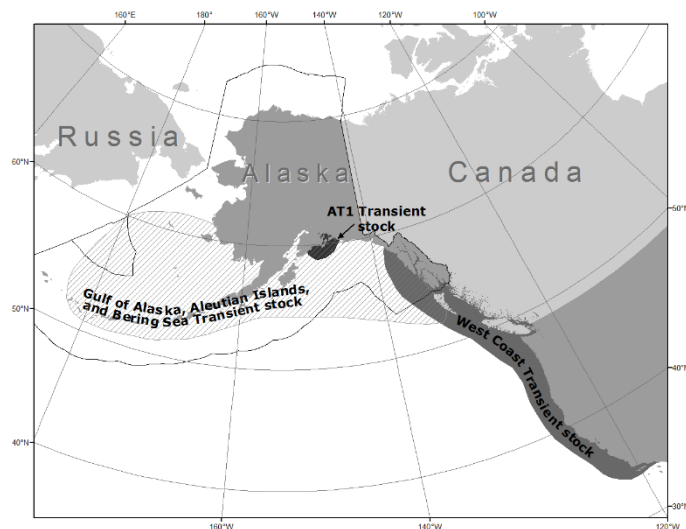 160°E
180°
160°W
140°W
120°W
100°W
60°N
50°N
40°N
50°N
40°N
30°N
160°W
140°W
120°W
Russia
Alaska
Canada
AT1 Transient
stock
Gulf of Alaska, Aleutian Islands,
and Bering Sea Transient stock
West Coast Transient stock